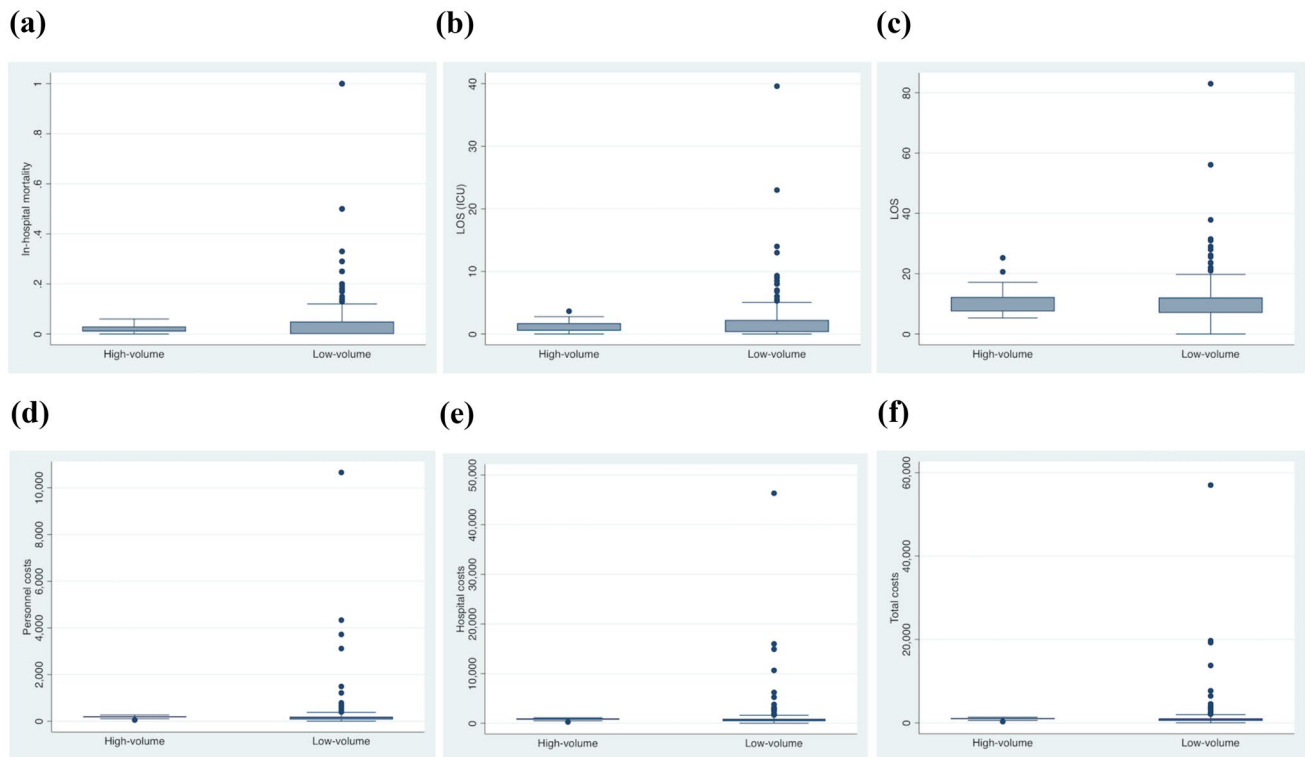 (a)
(b)
(c)
In-hospital mortality
0
.2
.4
.6
.8
1
High-volume
Low-volume
LOS (ICU)
0
10
20
30
40
High-volume
Low-volume
LOS
0
20
40
60
80
High-volume
Low-volume
(d)
(e)
(f)
Personnel costs
0
2,000
4,000
6,000
8,000
10,000
High-volume
Low-volume
Hospital costs
0
10,000
20,000
30,000
40,000
50,000
High-volume
Low-volume
Total costs
0
20,000
40,000
60,000
High-volume
Low-volume